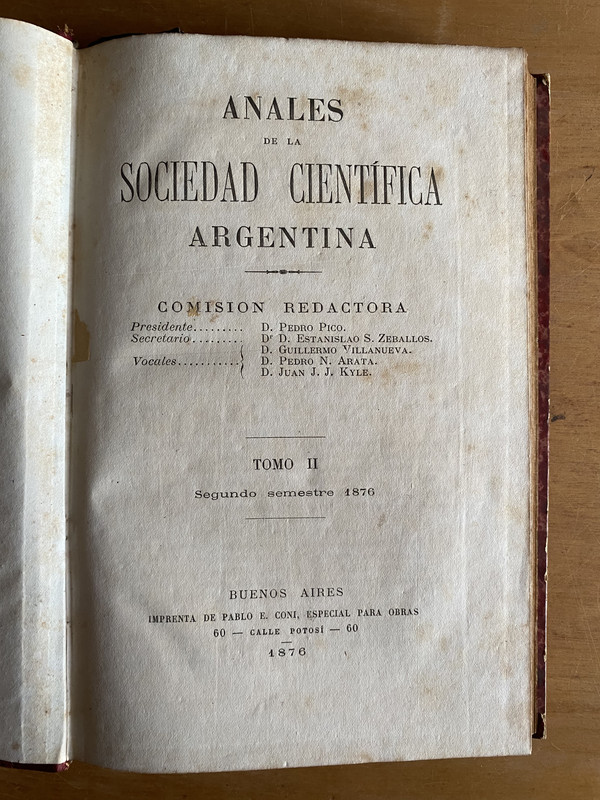 ANALES
DE LA
SOCIEDAD CIENTÍFICA
ARGENTINA
COMISION REDACTORA
Presidente......... D. Pedro Pico.
Secretario......... Dr D. Estanislao S. Zeballos.
D. Guillermo Villanueva.
Vocales........... D. Pedro N. Arata.
D. Juan J. J. Kyle.
TOMO II
Segundo semestre 1876
BUENOS AIRES
IMPRENTA DE PABLO E. CONI, ESPECIAL PARA OBRAS
60 — CALLE POTOSÍ — 60
1876